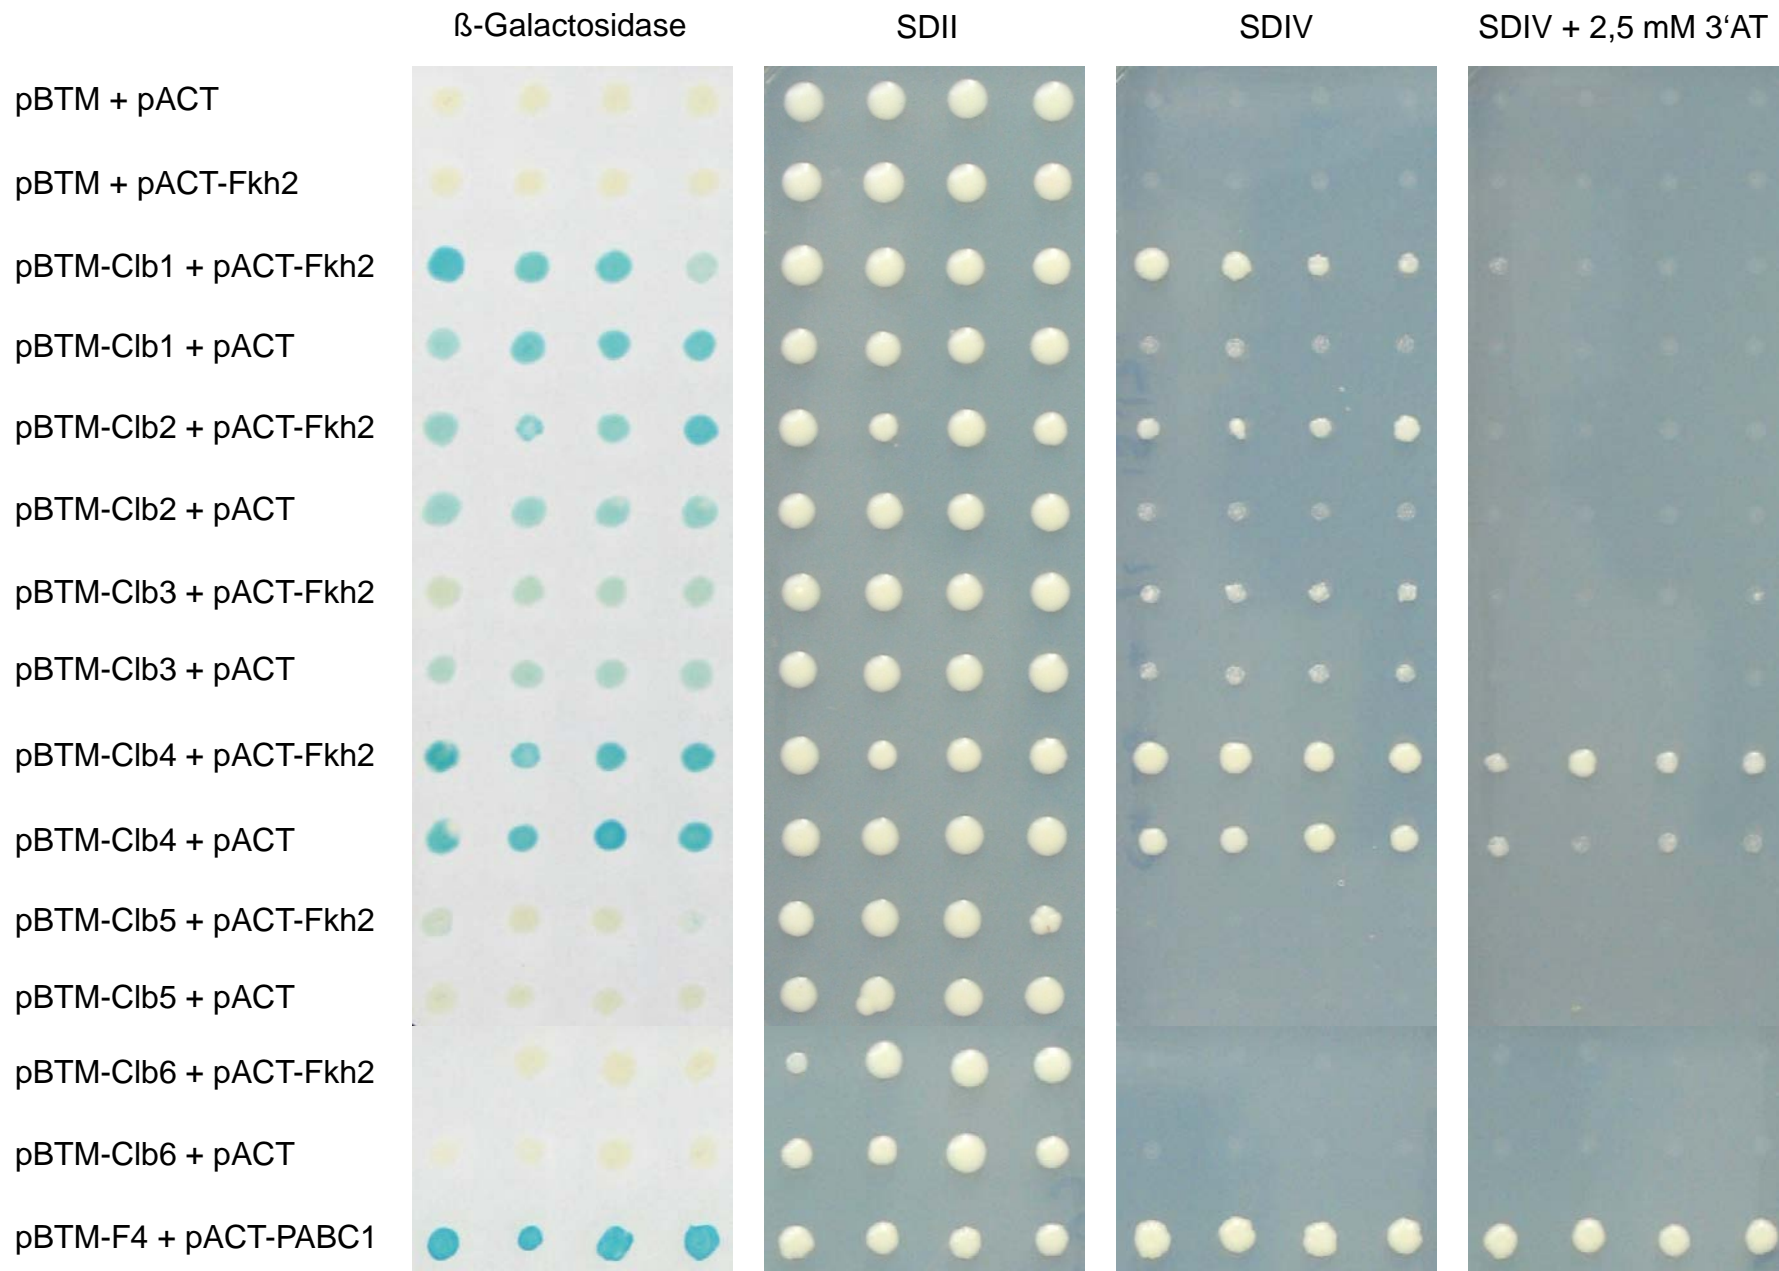 ß-Galactosidase SDII SDIV SDIV + 2,5 mM 3‘AT
pBTM + pACT
pBTM + pACT-Fkh2
pBTM-Clb1 + pACT-Fkh2
pBTM-Clb1 + pACT
pBTM-Clb2 + pACT-Fkh2
pBTM-Clb2 + pACT
pBTM-Clb3 + pACT-Fkh2
pBTM-Clb3 + pACT
pBTM-Clb4 + pACT-Fkh2
pBTM-Clb4 + pACT
pBTM-Clb5 + pACT-Fkh2
pBTM-Clb5 + pACT
pBTM-Clb6 + pACT-Fkh2
pBTM-Clb6 + pACT
pBTM-F4 + pACT-PABC1